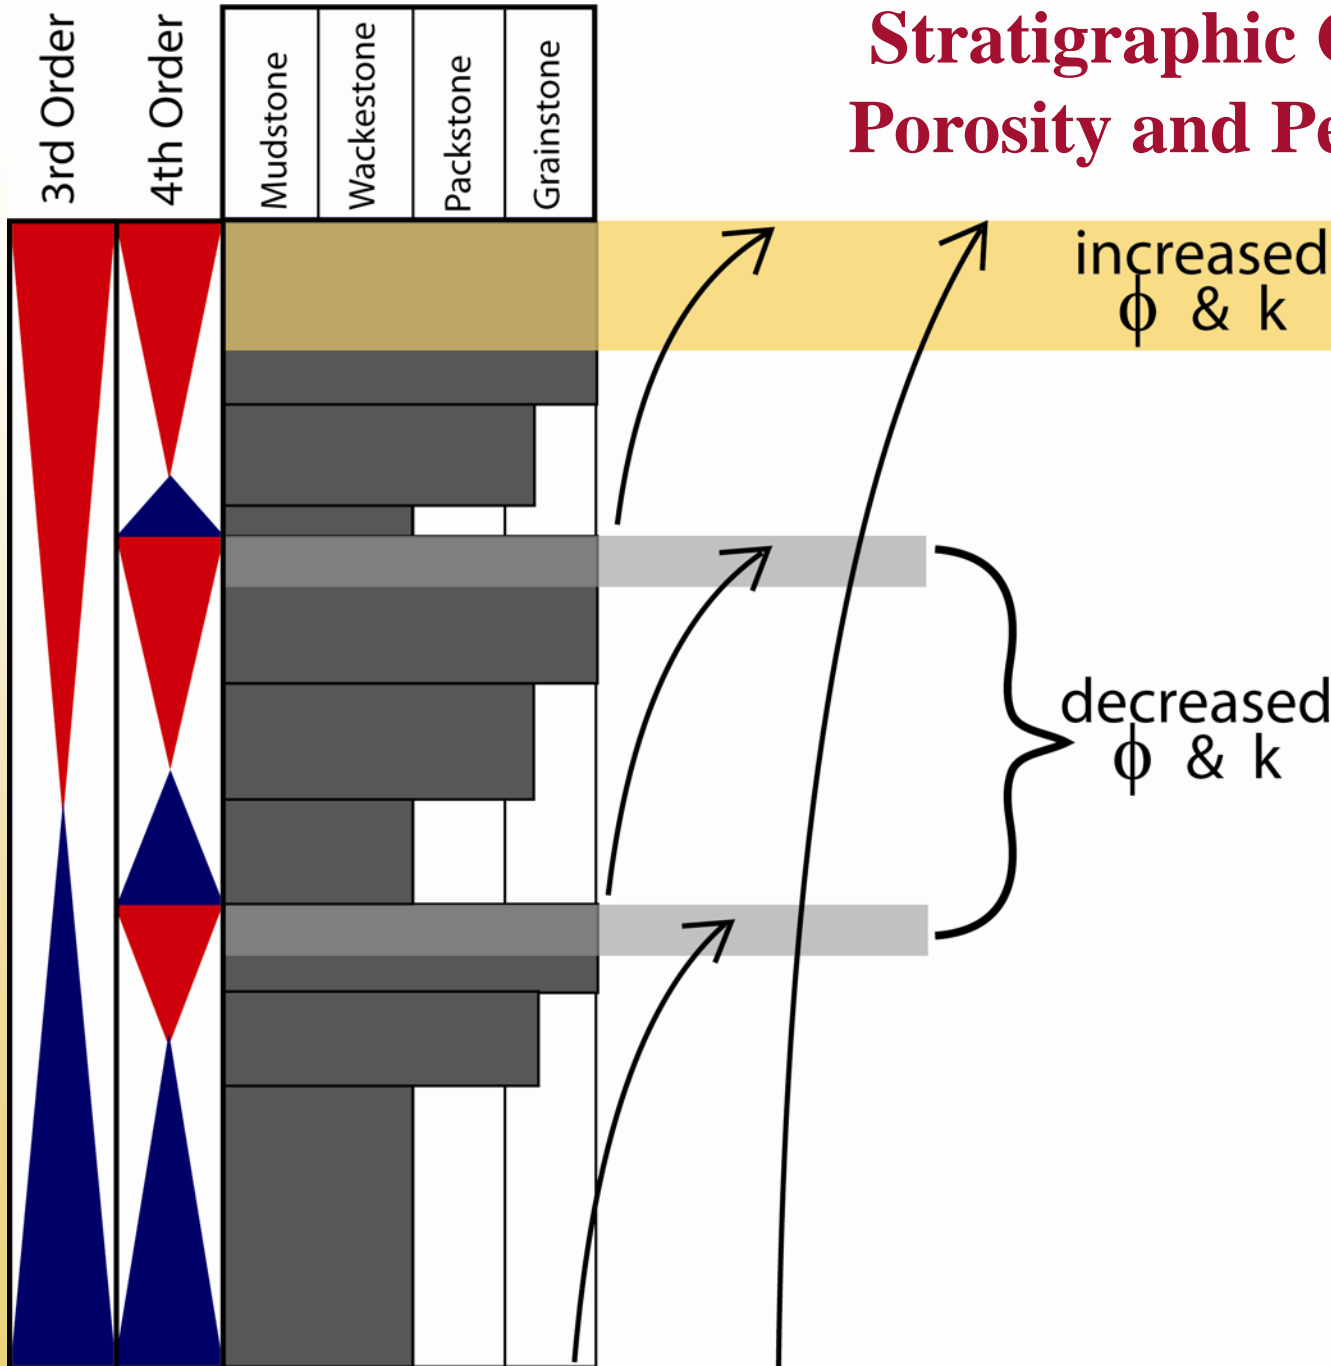 Stratigraphic
Porosity and
3rd Order
4th Order
Mudstone
Wackestone
Packstone
Grainstone
increased
ϕ & k
decreased
ϕ & k